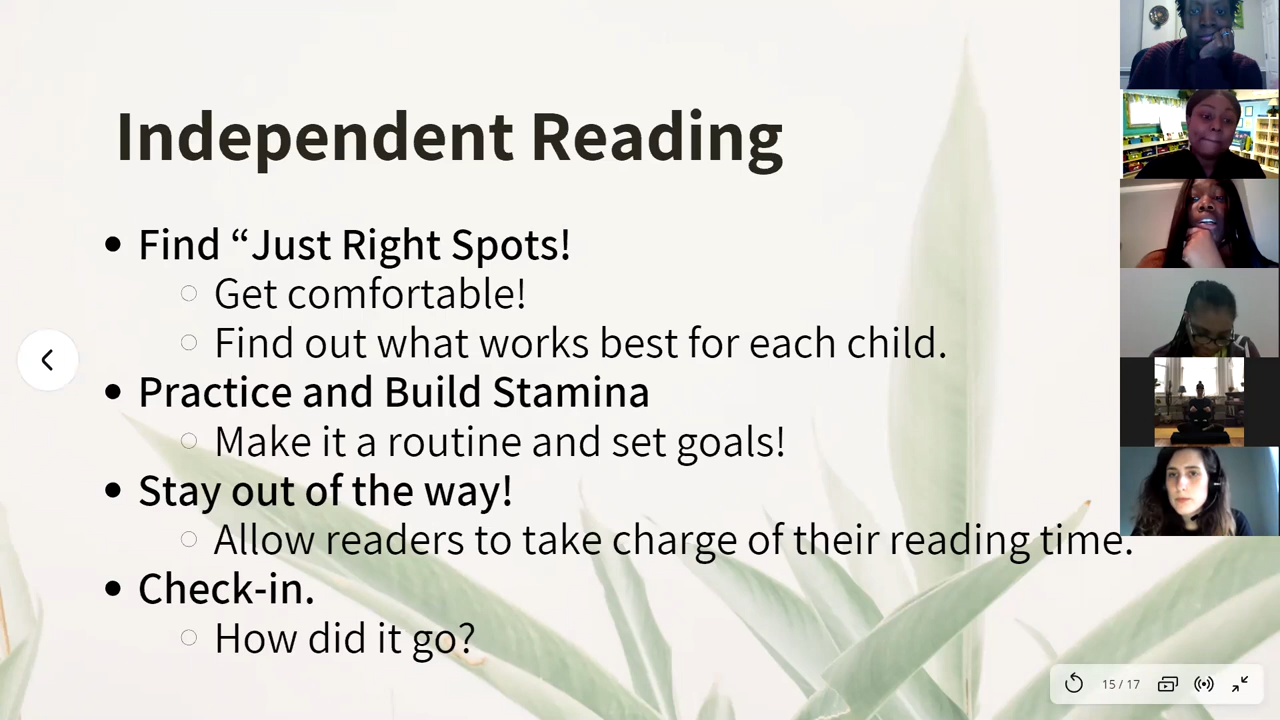 Independent Reading
• Find “Just Right Spots!
○ Get comfortable!
○ Find out what works best for each child.
• Practice and Build Stamina
○ Make it a routine and set goals!
• Stay out of the way!
○ Allow readers to take charge of their reading time.
• Check-in.
○ How did it go?
15 / 17